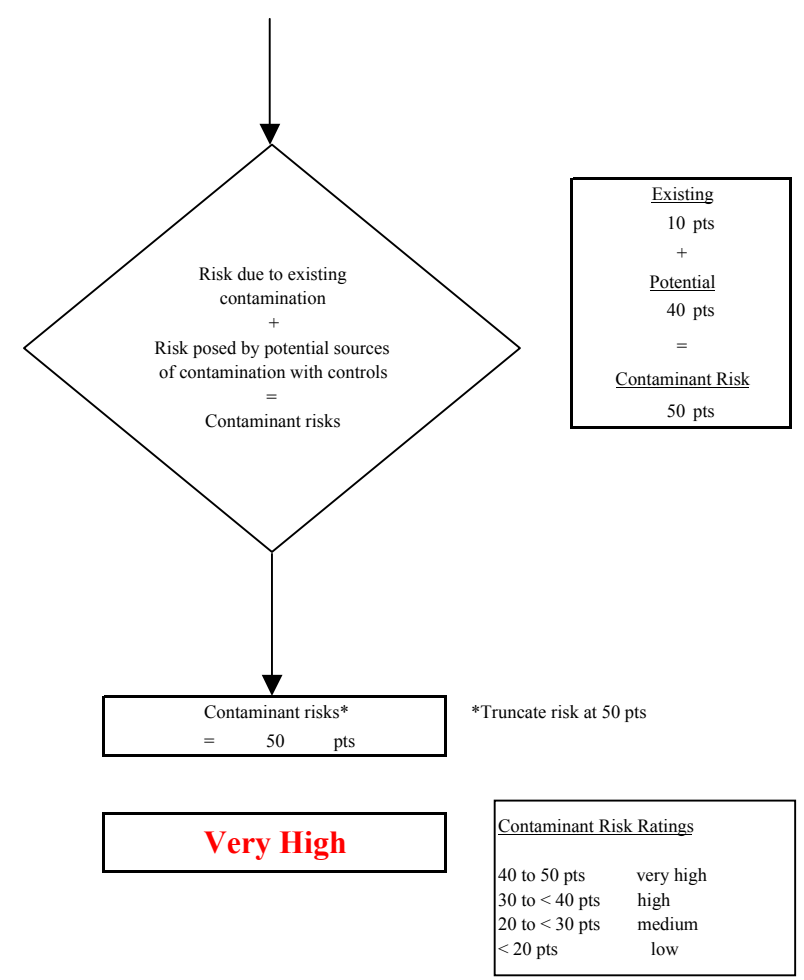 Risk due to existing
contamination
+
Risk posed by potential sources
of contamination with controls
=
Contaminant risks
Existing
10 pts
+
Potential
40 pts
=
Contaminant Risk
50 pts
Contaminant risks*
= 50 pts
*Truncate risk at 50 pts
Very High
Contaminant Risk Ratings
40 to 50 pts very high
30 to < 40 pts high
20 to < 30 pts medium
< 20 pts low